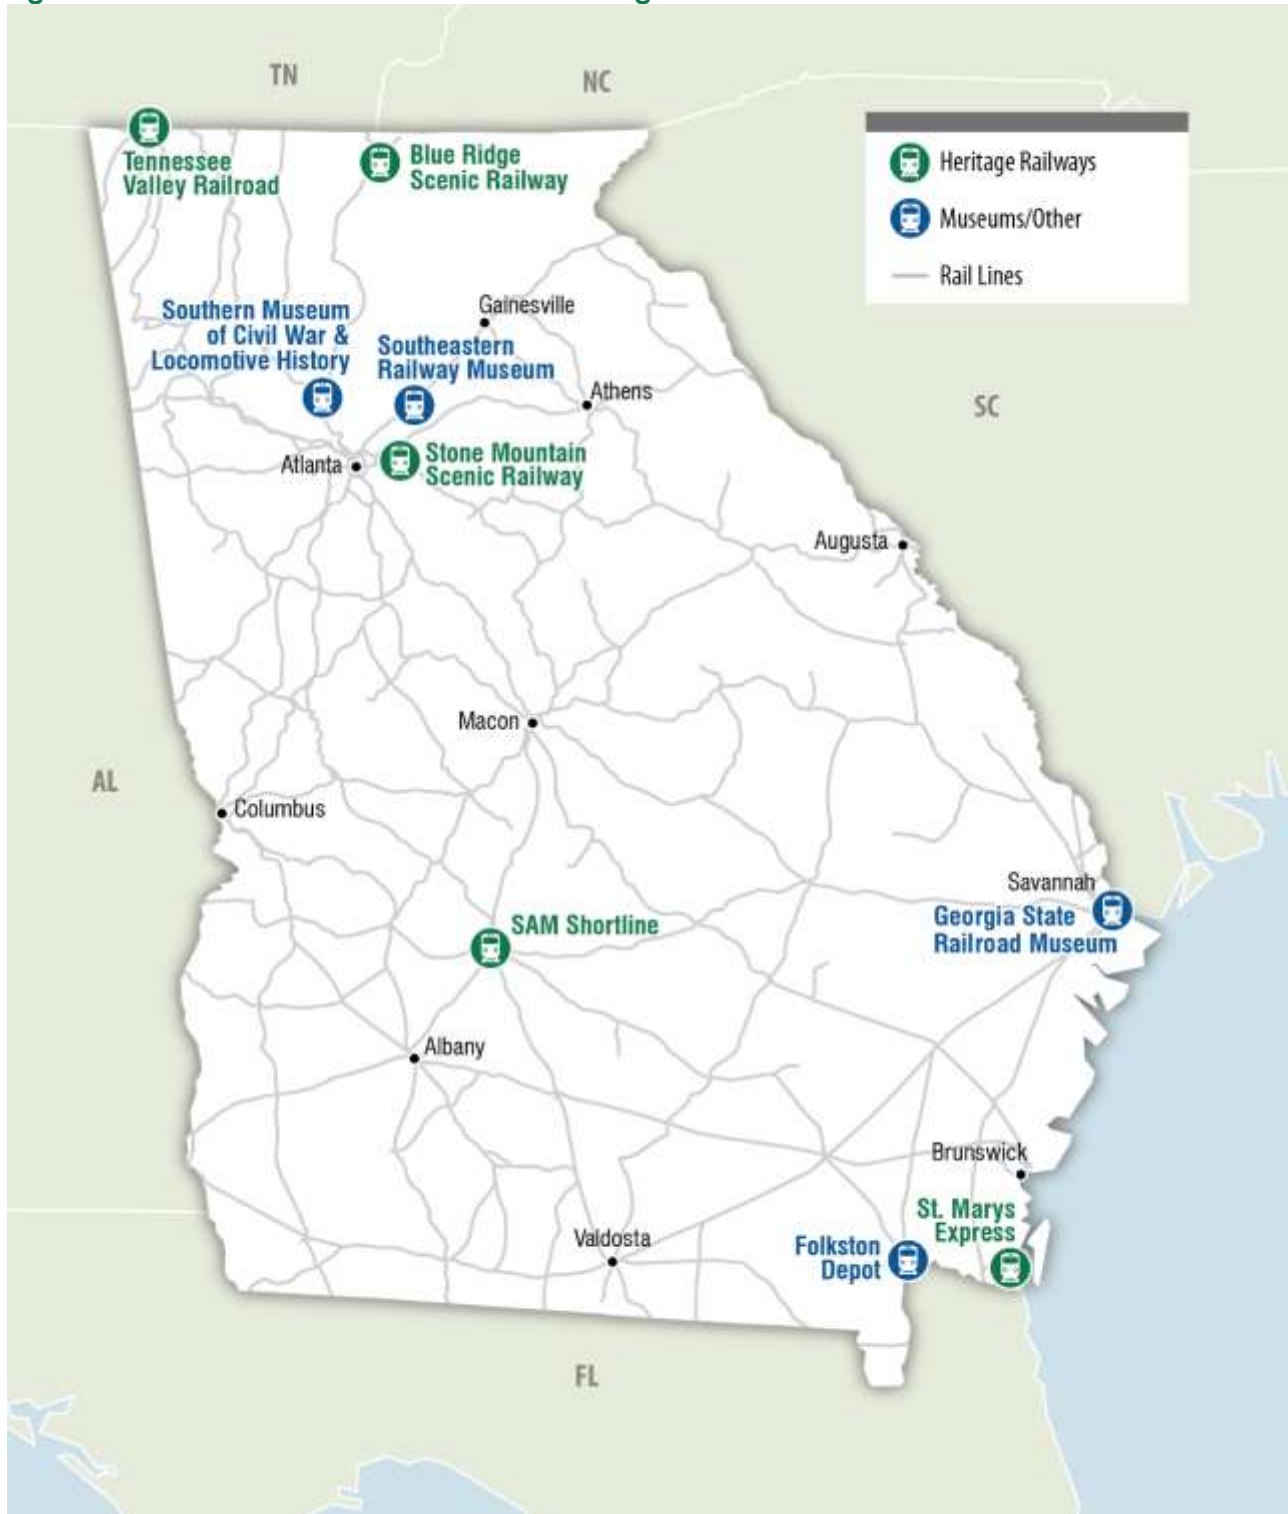 TN
NC
Tennessee
Valley Railroad
Blue Ridge
Scenic Railway
Heritage Railways
Museums/Other
Rail Lines
Southern Museum
of Civil War &
Locomotive History
Gainesville
Southeastern
Railway Museum
Athens
SC
Atlanta
Stone Mountain
Scenic Railway
Augusta
Macon
AL
Columbus
Savannah
Georgia State
Railroad Museum
SAM Shortline
Albany
Brunswick
St. Marys
Express
Valdosta
Folkston
Depot
FL